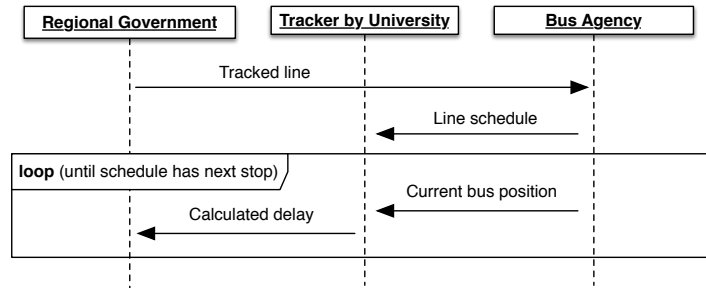 Regional Government
Tracker by University
Bus Agency
Tracked line
Line schedule
loop (until schedule has next stop)
Current bus position
Calculated delay